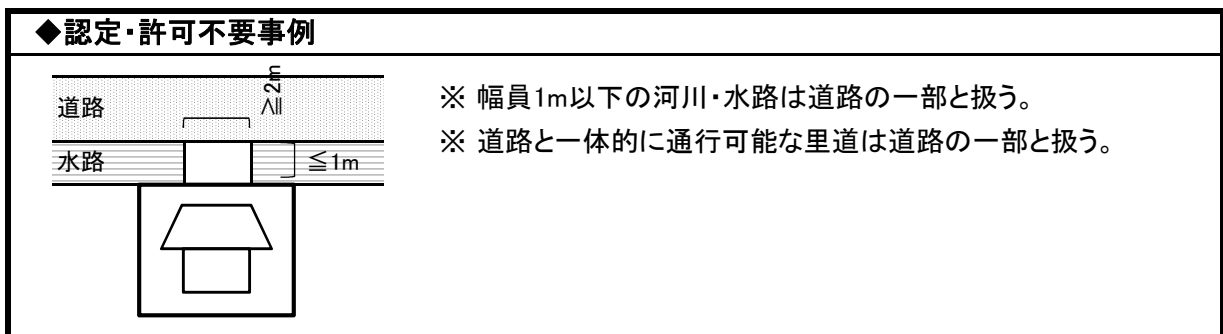 ◆認定・許可不要事例
道路
≧2m
※ 幅員1m以下の河川・水路は道路の一部と扱う。
※ 道路と一体的に通行可能な里道は道路の一部と扱う。
水路
≦1m